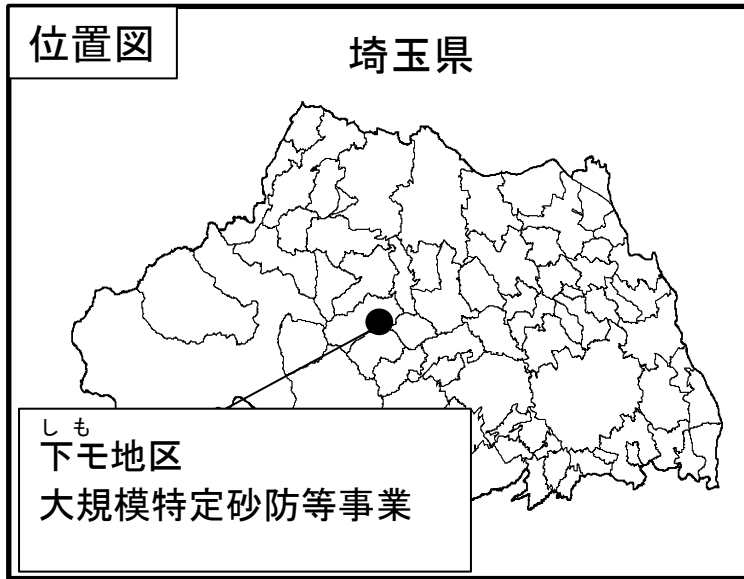 位置図
埼玉県
しも
下モ地区
大規模特定砂防等事業